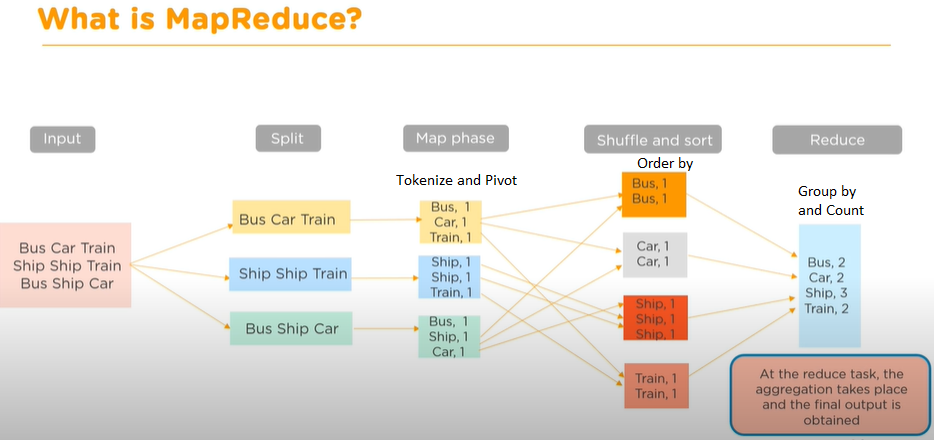 What is MapReduce?
Input
Split
Map phase
Shuffle and sort
Reduce
Tokenize and Pivot
Order by
Group by
and Count
Bus Car Train
Ship Ship Train
Bus Ship Car
Bus Car Train
Ship Ship Train
Bus Ship Car
Bus, 1
Car, 1
Train, 1
Ship, 1
Ship, 1
Train, 1
Bus, 1
Ship, 1
Car, 1
Bus, 1
Bus, 1
Car, 1
Car, 1
Ship, 1
Ship, 1
Ship, 1
Train, 1
Train, 1
Bus, 2
Car, 2
Ship, 3
Train, 2
At the reduce task, the
aggregation takes place
and the final output is
obtained